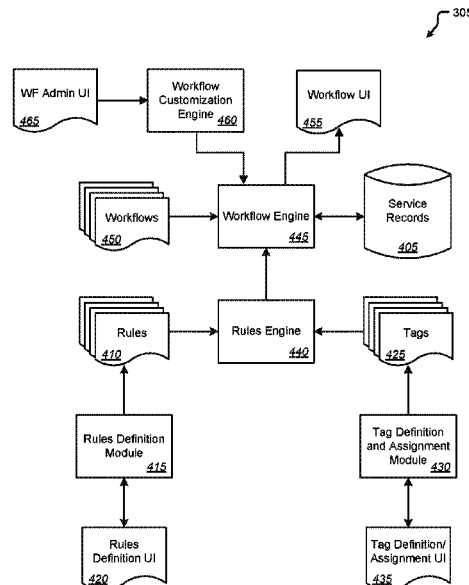 305
WF Admin UI
465
Workflow
Customization
Engine
460
Workflow UI
455
Workflows
450
Workflow Engine
445
Service
Records
405
Rules
410
Rules Engine
440
Tags
425
Rules Definition
Module
415
Tag Definition
and Assignment
Module
430
Rules
Definition UI
420
Tag Definition/
Assignment UI
435